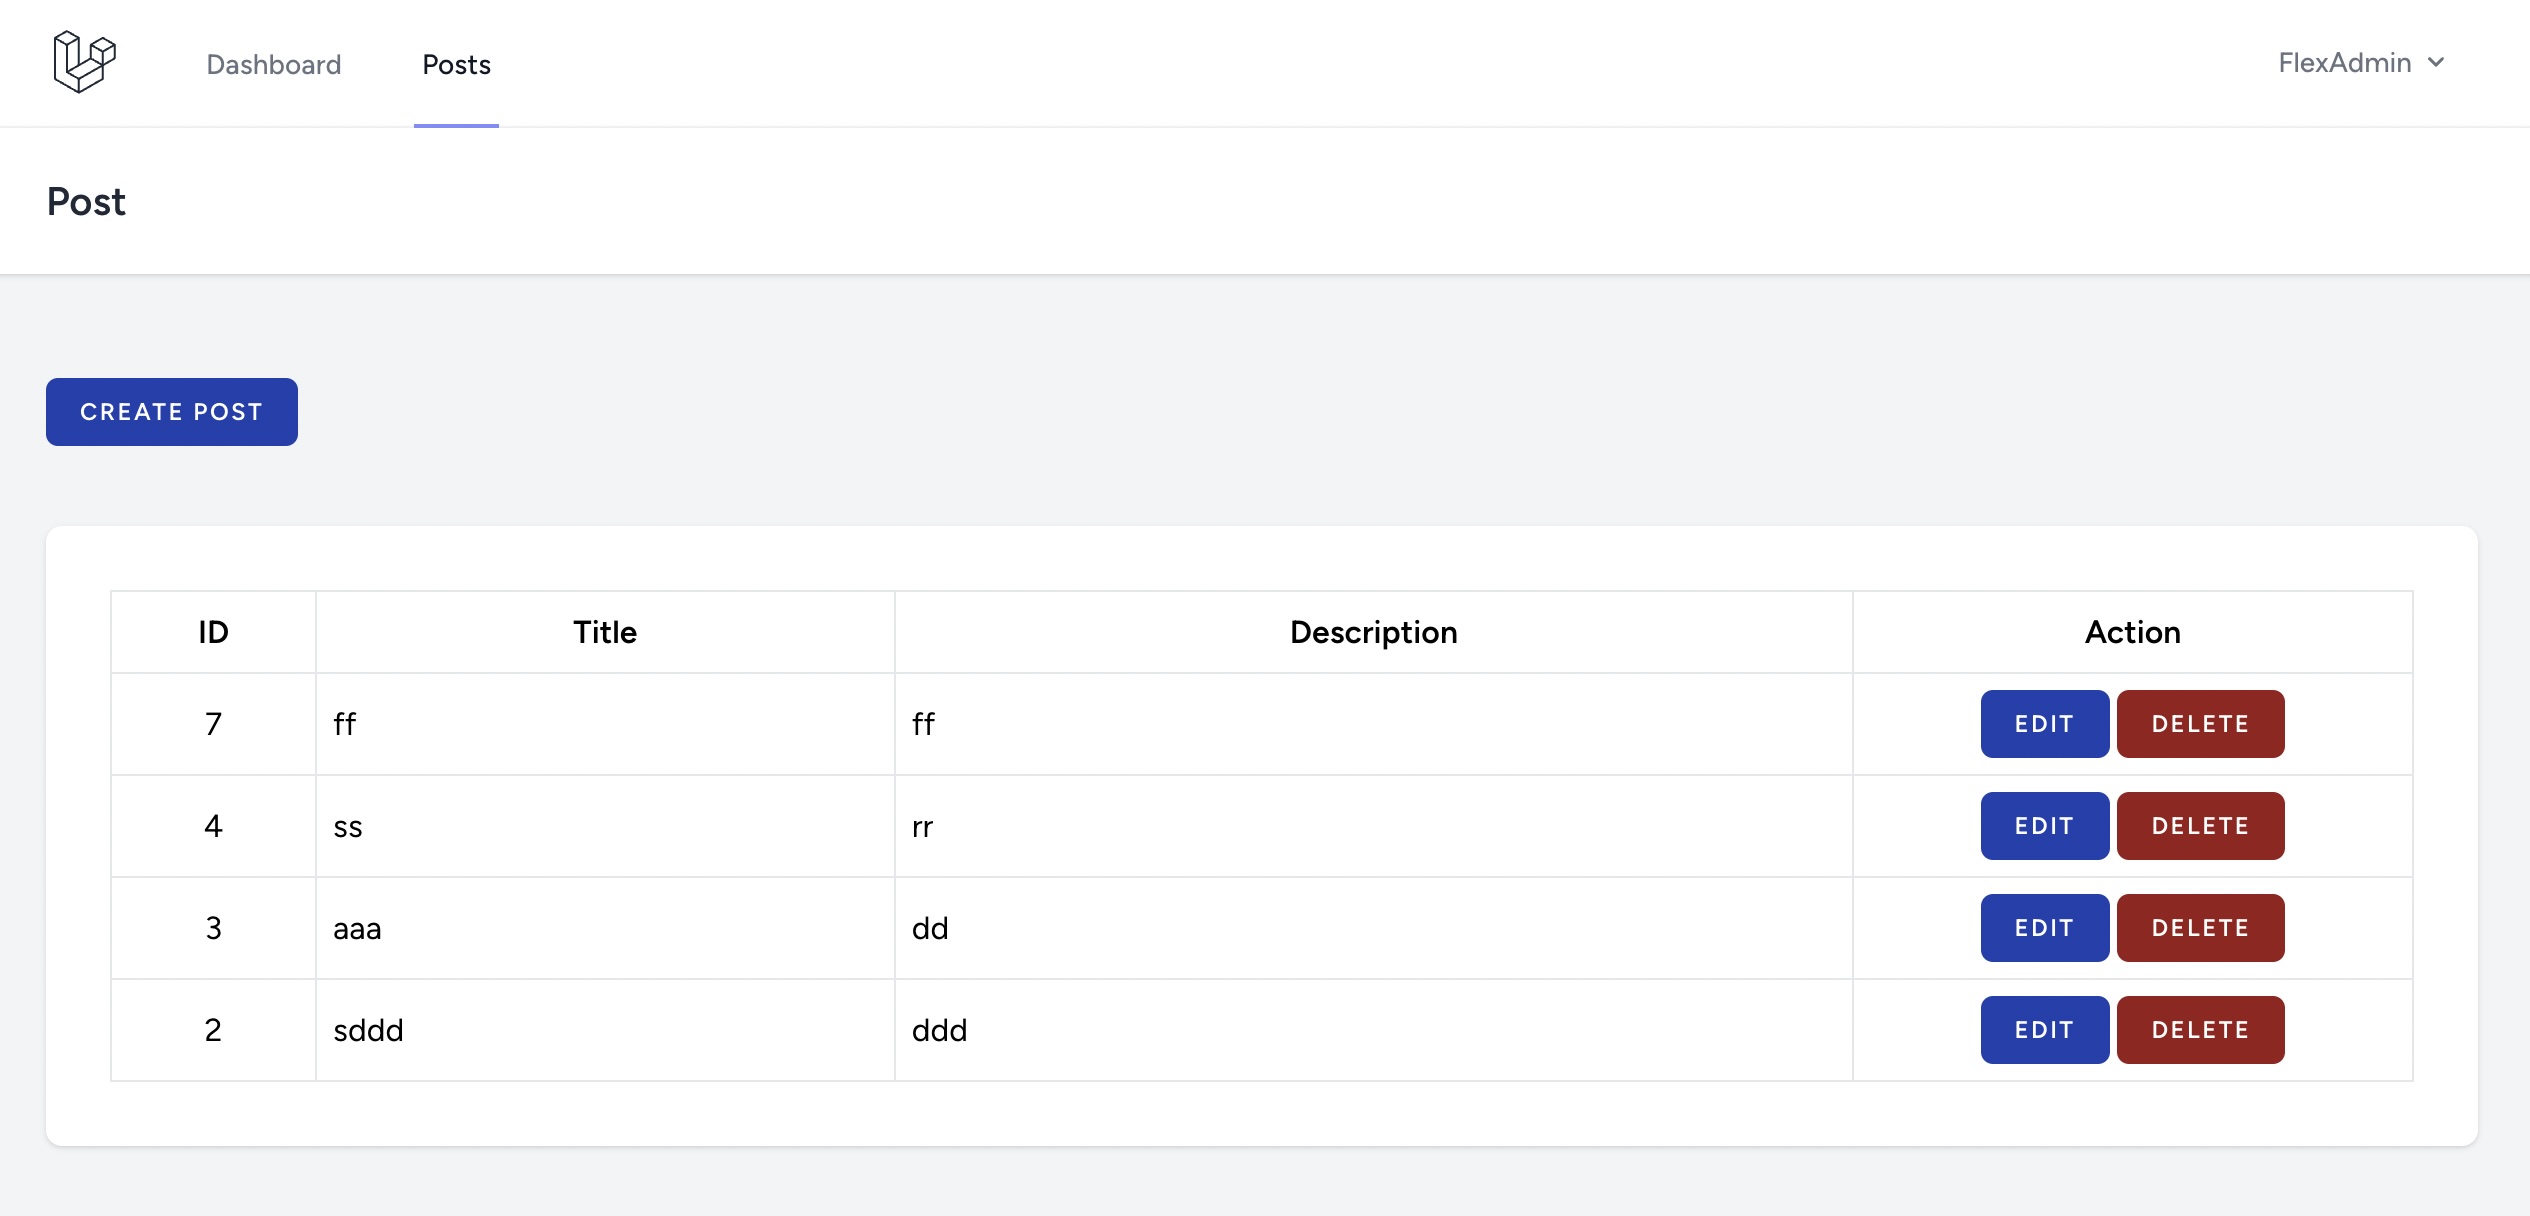 Dashboard Posts FlexAdmin
Post
CREATE POST
ID Title Description Action
7 ff ff EDIT DELETE
4 ss rr EDIT DELETE
3 aaa dd EDIT DELETE
2 sddd ddd EDIT DELETE